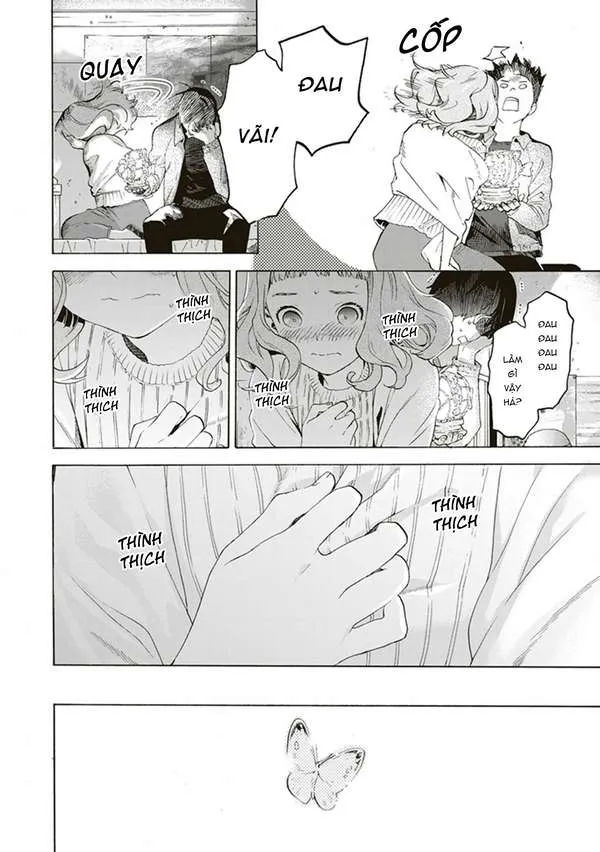 CỐP
ĐAU
VÃI!
QUAY
ĐAU
ĐAU
ĐAU
ĐAU
LÀM
GÌ
VẬY
HẢ?
THÌNH
THỊCH
THÌNH
THỊCH
THÌNH
THỊCH
THÌNH
THỊCH
THÌNH
THỊCH
THÌNH
THỊCH